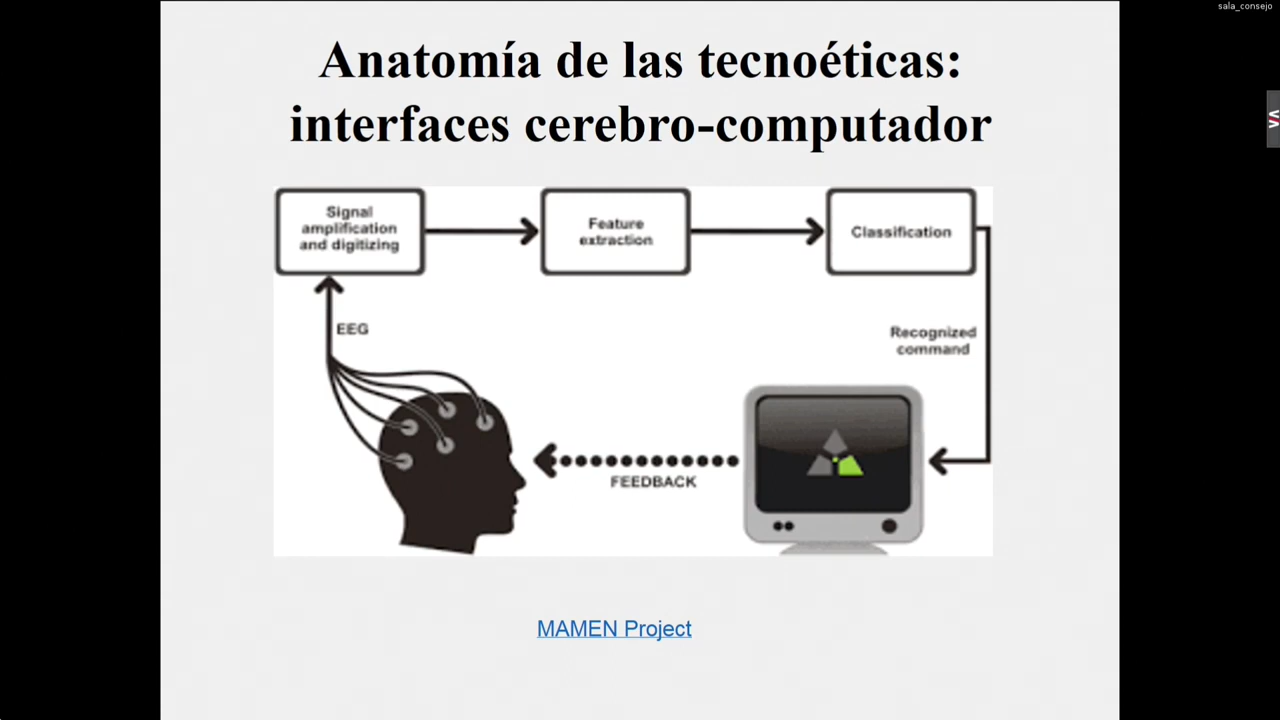 sala_consejo
Anatomía de las tecnoéticas:
interfaces cerebro-computador
Signal
amplification
and digitizing
Feature
extraction
Classification
EEG
Recognized
command
FEEDBACK
MAMEN Project